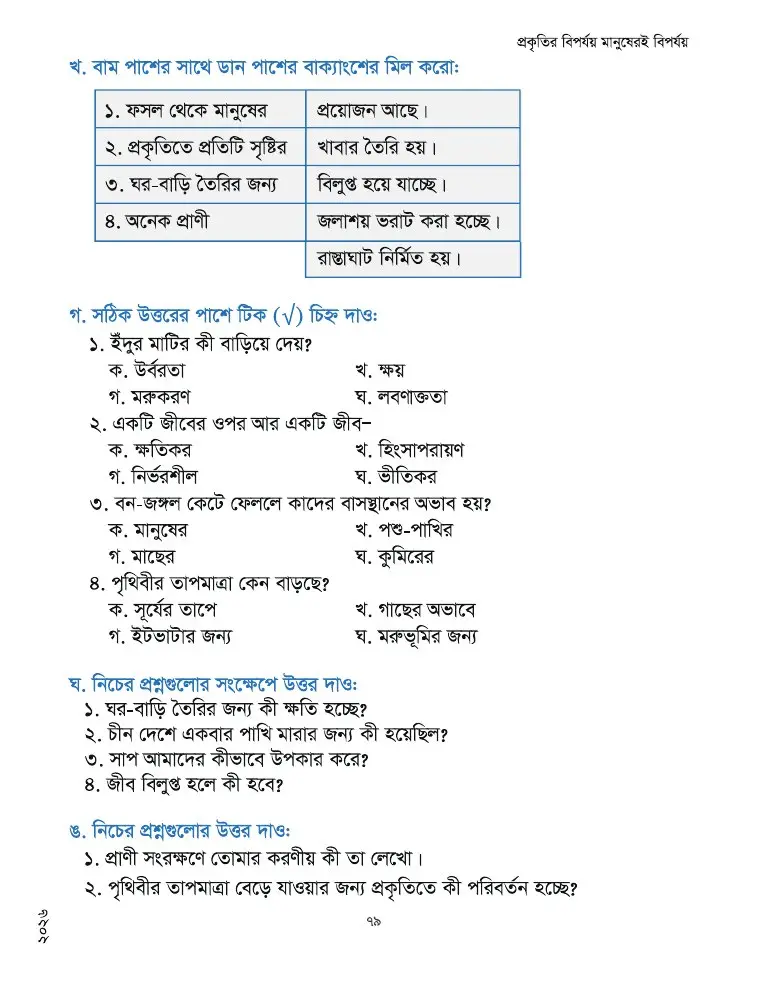 প্রকৃতির বিপর্যয় মানুষেরই বিপর্যয়
খ. বাম পাশের সাথে ডান পাশের বাক্যাংশের মিল করো:
১. ফসল থেকে মানুষের প্রয়োজন আছে।
২. প্রকৃতিতে প্রতিটি সৃষ্টির খাবার তৈরি হয়।
৩. ঘর-বাড়ি তৈরির জন্য বিলুপ্ত হয়ে যাচ্ছে।
৪. অনেক প্রাণী জলাশয় ভরাট করা হচ্ছে।
রাস্তাঘাট নির্মিত হয়।
গ. সঠিক উত্তরের পাশে টিক (√) চিহ্ন দাও:
১. ইঁদুর মাটির কী বাড়িয়ে দেয়?
ক. উর্বরতা খ. ক্ষয়
গ. মরুকরণ ঘ. লবণাক্ততা
২. একটি জীবের ওপর আর একটি জীব–
ক. ক্ষতিকর খ. হিংসাপরায়ণ
গ. নির্ভরশীল ঘ. ভীতিকর
৩. বন-জঙ্গল কেটে ফেললে কাদের বাসস্থানের অভাব হয়?
ক. মানুষের খ. পশু-পাখির
গ. মাছের ঘ. কুমিরের
৪. পৃথিবীর তাপমাত্রা কেন বাড়ছে?
ক. সূর্যের তাপে খ. গাছের অভাবে
গ. ইটভাটার জন্য ঘ. মরুভূমির জন্য
ঘ. নিচের প্রশ্নগুলোর সংক্ষেপে উত্তর দাও:
১. ঘর-বাড়ি তৈরির জন্য কী ক্ষতি হচ্ছে?
২. চীন দেশে একবার পাখি মারার জন্য কী হয়েছিল?
৩. সাপ আমাদের কীভাবে উপকার করে?
৪. জীব বিলুপ্ত হলে কী হবে?
ঙ. নিচের প্রশ্নগুলোর উত্তর দাও:
১. প্রাণী সংরক্ষণে তোমার করণীয় কী তা লেখো।
২. পৃথিবীর তাপমাত্রা বেড়ে যাওয়ার জন্য প্রকৃতিতে কী পরিবর্তন হচ্ছে?
৭৯
২০২৬